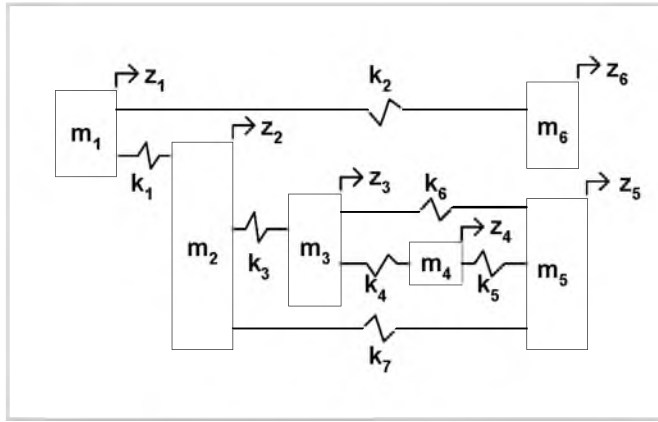 z₁
k₂
z₆
m₁
m₆
k₁
z₂
z₃
k₆
z₅
m₂
k₃
m₃
z₄
m₄
k₄
k₅
m₅
k₇